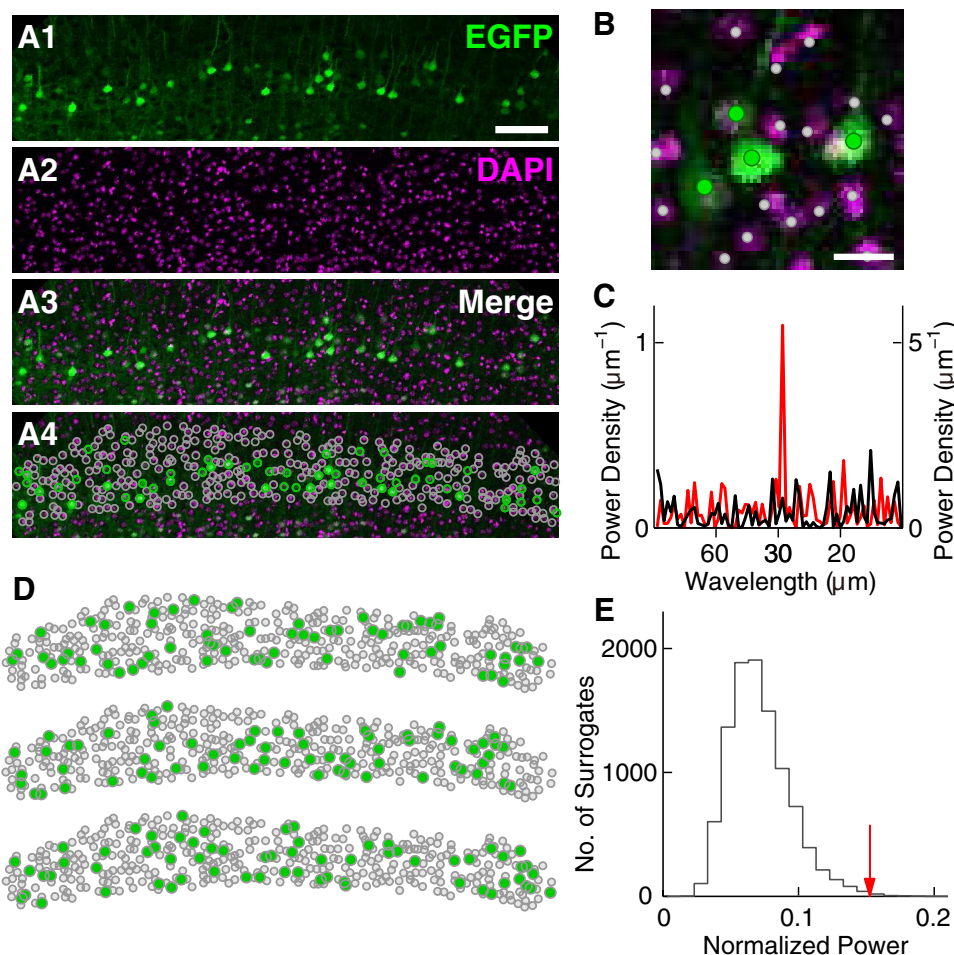 A1 EGFP
A2 DAPI
A3 Merge
A4
B
C
Power Density (µm⁻¹)
1
0
60 30 20
Wavelength (µm)
5
0
Power Density (µm⁻¹)
D
E
No. of Surrogates
2000
1000
0
0 0.1 0.2
Normalized Power